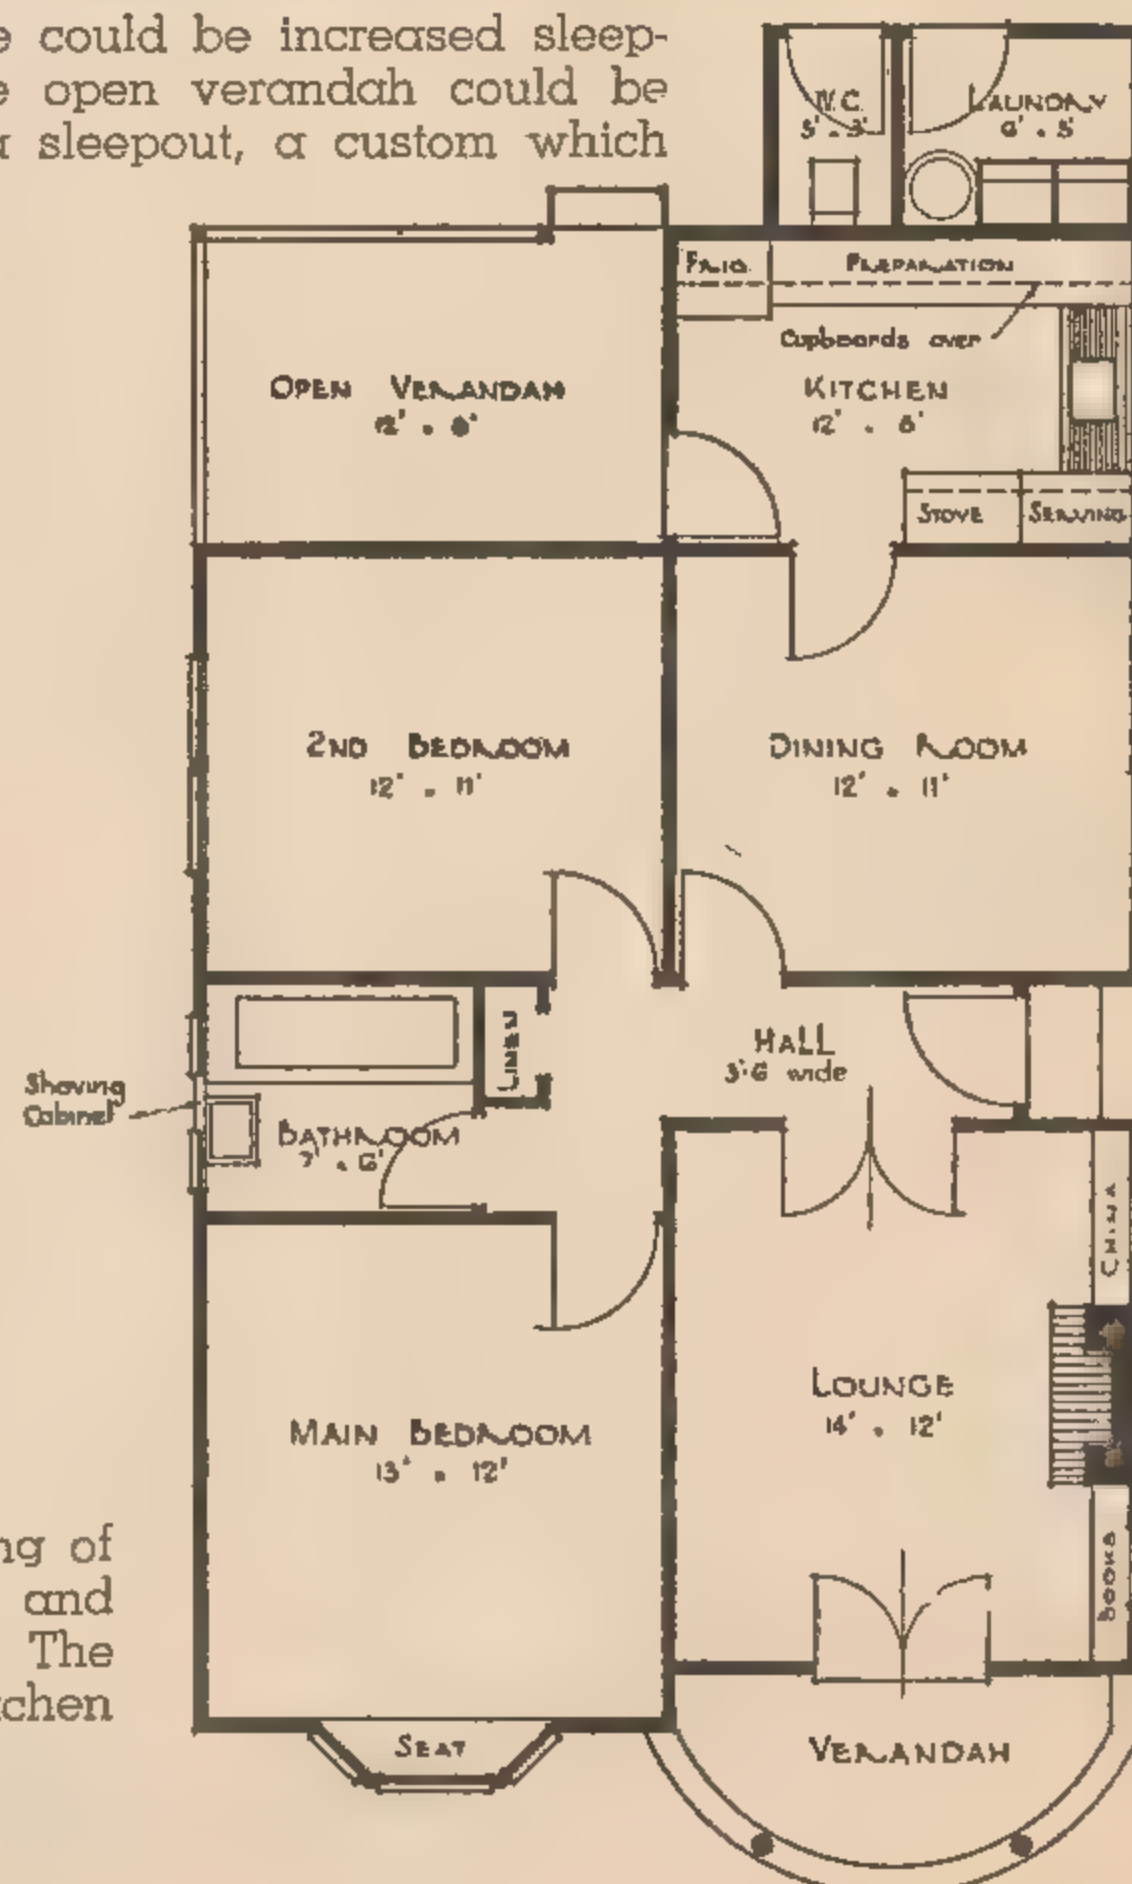 e could be increased sleep-
e open verandah could be
a sleepout, a custom which
W.C.
5' . 3'
LAUNDRY
FRIG.
PREPARATION
Cupboards over
OPEN VERANDAH
12' . 8'
KITCHEN
12' . 8'
STOVE
SERVING
2ND BEDROOM
12' . 11'
DINING ROOM
12' . 11'
LINEN
HALL
3'·6 wide
Shaving
Cabinet
BATHROOM
7' . 6'
CHINA
LOUNGE
14' . 12'
MAIN BEDROOM
13' . 12'
BOOKS
ng of
and
The
tchen
SEAT
VERANDAH